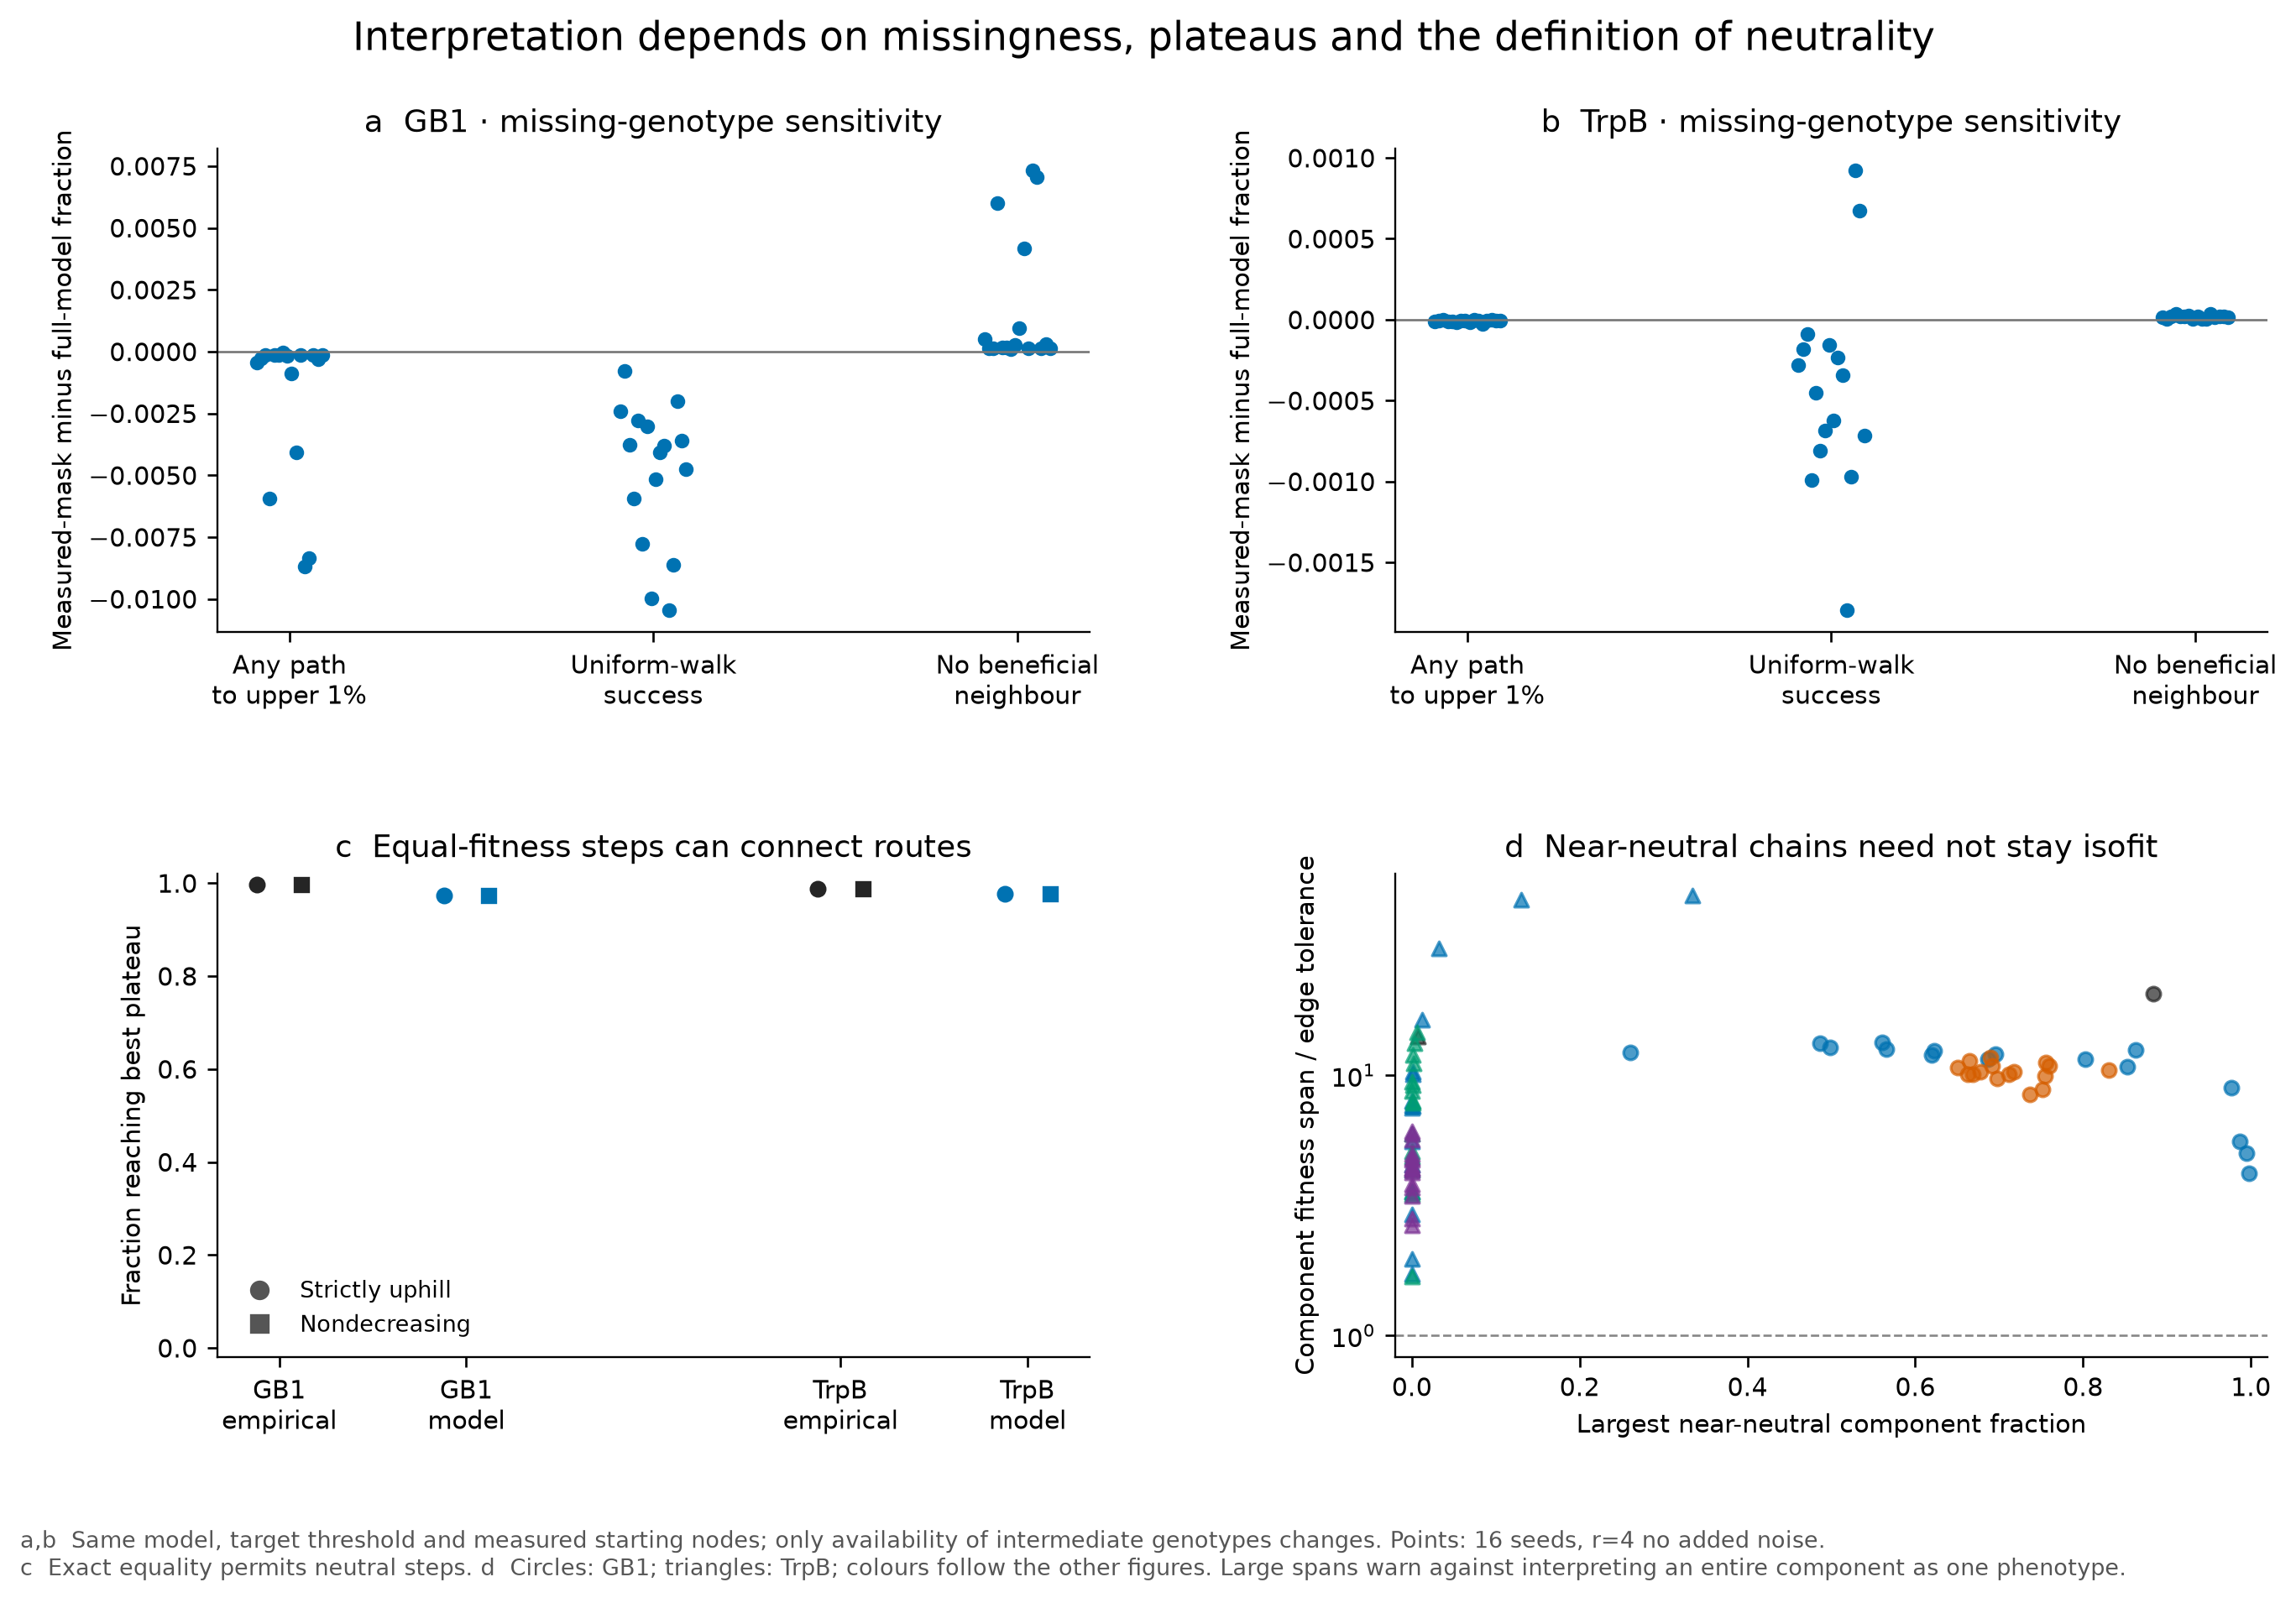 Interpretation depends on missingness, plateaus and the definition of neutrality
a  GB1 · missing-genotype sensitivity
Measured-mask minus full-model fraction
0.0075
0.0050
0.0025
0.0000
−0.0025
−0.0050
−0.0075
−0.0100
Any path
to upper 1%
Uniform-walk
success
No beneficial
neighbour
b  TrpB · missing-genotype sensitivity
Measured-mask minus full-model fraction
0.0010
0.0005
0.0000
−0.0005
−0.0010
−0.0015
Any path
to upper 1%
Uniform-walk
success
No beneficial
neighbour
c  Equal-fitness steps can connect routes
Fraction reaching best plateau
1.0
0.8
0.6
0.4
0.2
0.0
Strictly uphill
Nondecreasing
GB1
empirical
GB1
model
TrpB
empirical
TrpB
model
d  Near-neutral chains need not stay isofit
Component fitness span / edge tolerance
10¹
10⁰
0.0
0.2
0.4
0.6
0.8
1.0
Largest near-neutral component fraction
a,b  Same model, target threshold and measured starting nodes; only availability of intermediate genotypes changes. Points: 16 seeds, r=4 no added noise.
c  Exact equality permits neutral steps. d  Circles: GB1; triangles: TrpB; colours follow the other figures. Large spans warn against interpreting an entire component as one phenotype.